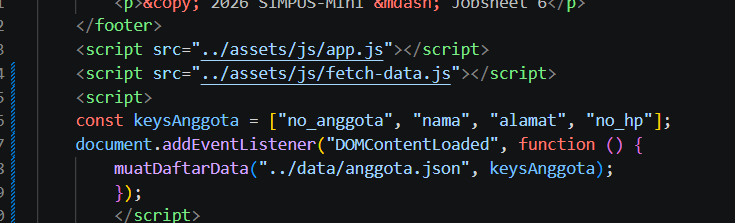 <p>&copy; 2026 SIMPUS-Mini &mdash; Jobsheet 6</p>
</footer>
<script src="../assets/js/app.js"></script>
<script src="../assets/js/fetch-data.js"></script>
<script>
const keysAnggota = ["no_anggota", "nama", "alamat", "no_hp"];
document.addEventListener("DOMContentLoaded", function () {
muatDaftarData("../data/anggota.json", keysAnggota);
});
</script>